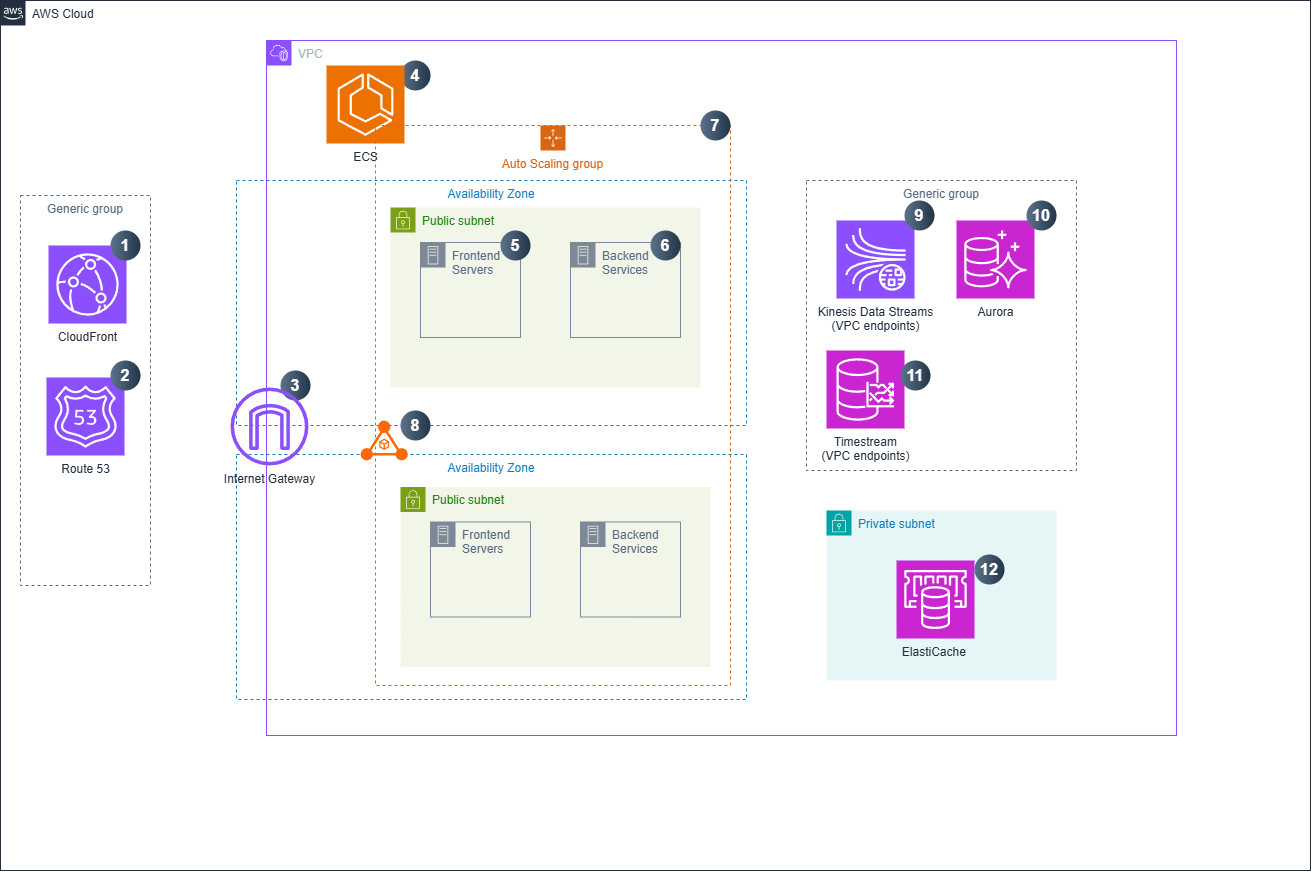 aws
AWS Cloud
VPC
4
ECS
7
Auto Scaling group
Generic group
1
CloudFront
2
53
Route 53
Availability Zone
Public subnet
Frontend
Servers
5
Backend
Services
6
3
Internet Gateway
8
Availability Zone
Public subnet
Frontend
Servers
Backend
Services
Generic group
9
Kinesis Data Streams
(VPC endpoints)
10
Aurora
11
Timestream
(VPC endpoints)
Private subnet
12
ElastiCache